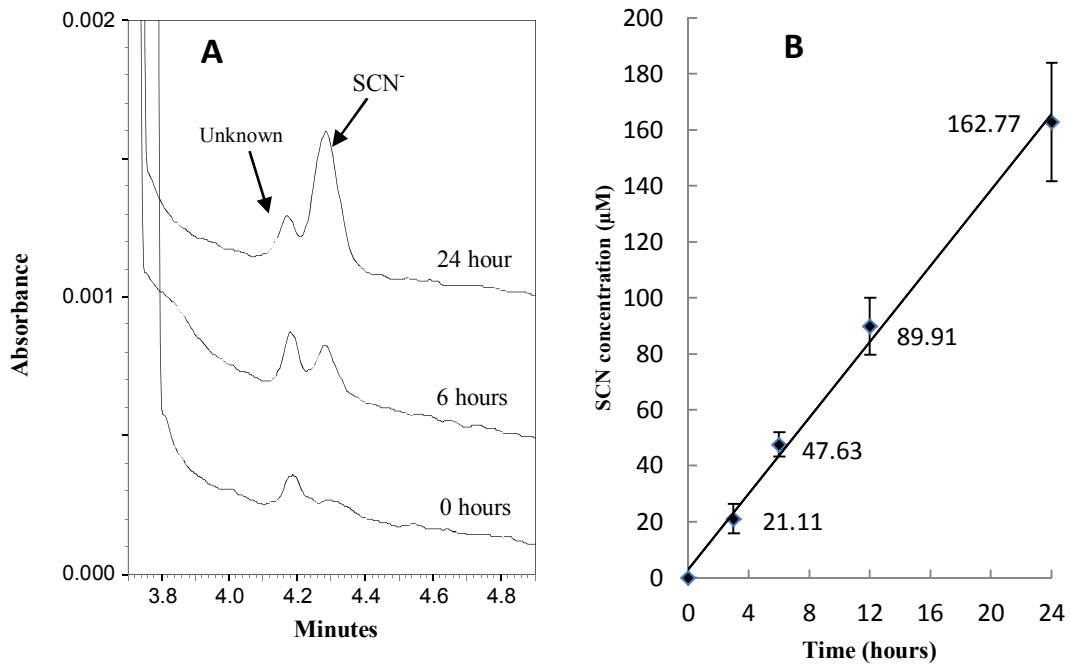 A
0.002
0.001
0.000
Absorbance
Unknown
SCN-
24 hour
6 hours
0 hours
3.8 4.0 4.2 4.4 4.6 4.8
Minutes
B
200
180
160
140
120
100
80
60
40
20
0
SCN concentration (µM)
162.77
89.91
47.63
21.11
0 4 8 12 16 20 24
Time (hours)